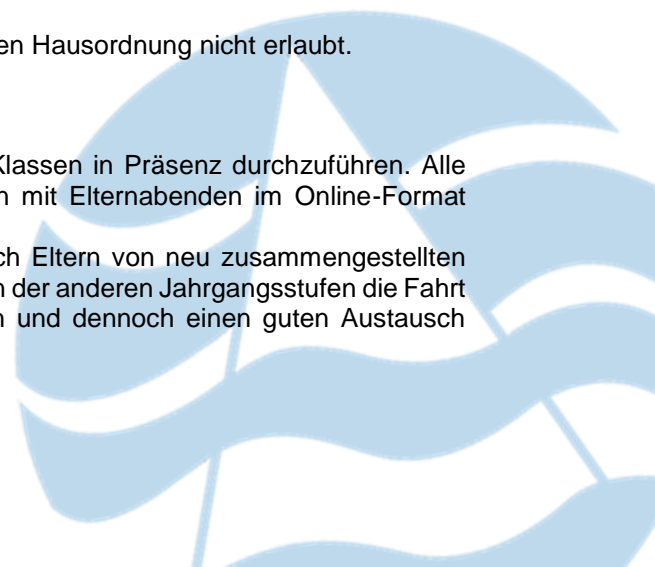 en Hausordnung nicht erlaubt.
Klassen in Präsenz durchzuführen. Alle
n mit Elternabenden im Online-Format
ch Eltern von neu zusammengestellten
n der anderen Jahrgangsstufen die Fahrt
n und dennoch einen guten Austausch